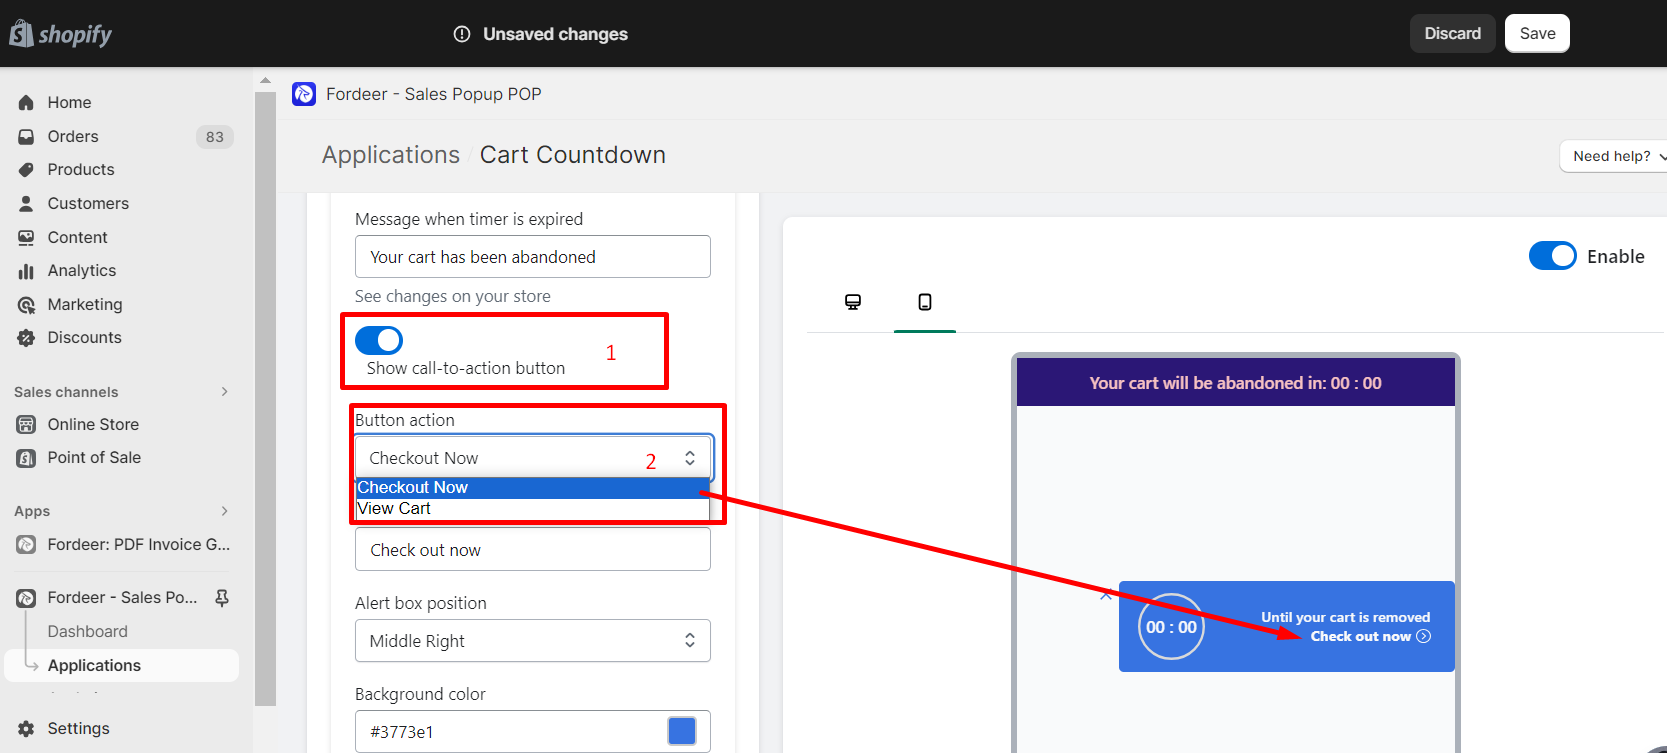 shopify
Unsaved changes
Discard
Save
Home
Orders 83
Products
Customers
Content
Analytics
Marketing
Discounts
Sales channels
Online Store
Point of Sale
Apps
Fordeer: PDF Invoice G...
Fordeer - Sales Po...
Dashboard
Applications
Settings
Fordeer - Sales Popup POP
Applications / Cart Countdown
Need help?
Message when timer is expired
Your cart has been abandoned
See changes on your store
1
Show call-to-action button
Button action
Checkout Now
2
Checkout Now
View Cart
Check out now
Alert box position
Middle Right
Background color
#3773e1
Enable
Your cart will be abandoned in: 00 : 00
00 : 00
Until your cart is removed
Check out now